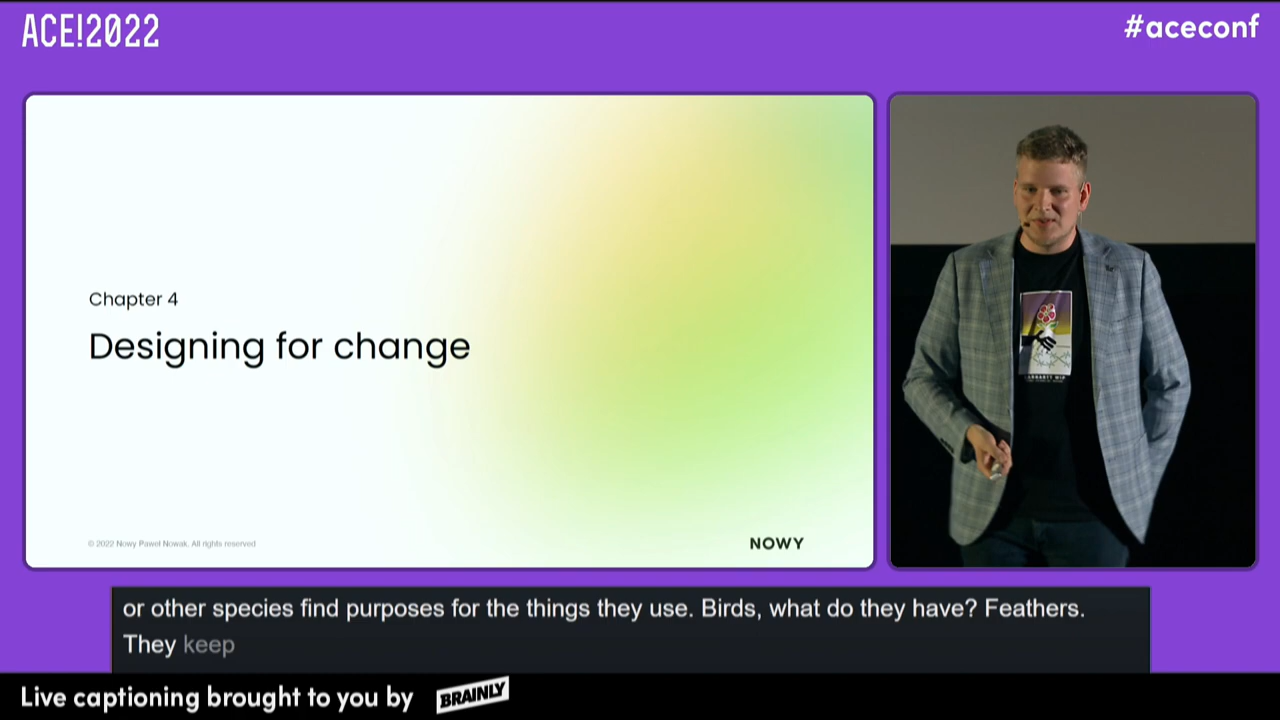 ACE!2022
#aceconf
Chapter 4
Designing for change
© 2022 Nowy Paweł Nowak. All rights reserved
NOWY
or other species find purposes for the things they use. Birds, what do they have? Feathers.
They keep
Live captioning brought to you by BRAINLY